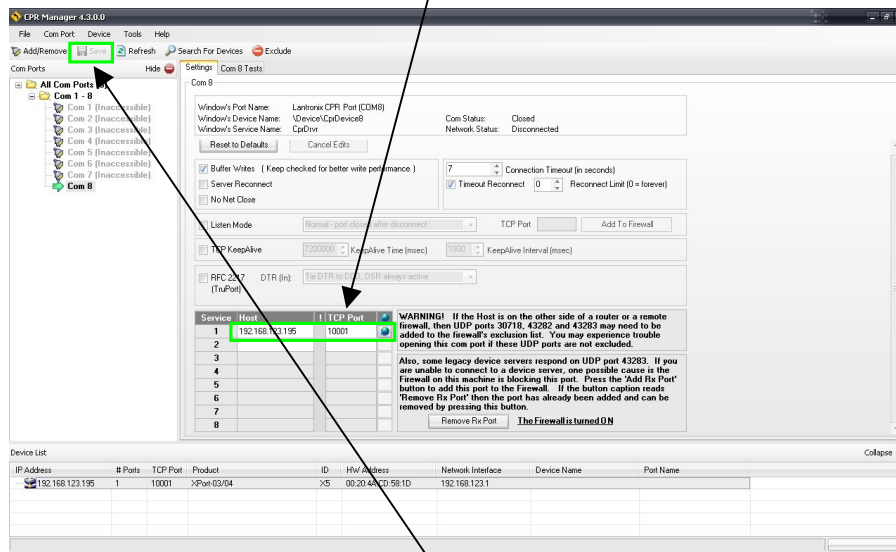 CPR Manager 4.3.0.0
File Com Port Device Tools Help
Add/Remove Save Refresh Search For Devices Exclude
Com Ports Hide
All Com Ports
Com 1 - 8
Com 1 (Inaccessible)
Com 2 (Inaccessible)
Com 3 (Inaccessible)
Com 4 (Inaccessible)
Com 5 (Inaccessible)
Com 6 (Inaccessible)
Com 7 (Inaccessible)
Com 8
Settings Com 8 Tests
Com 8
Window's Port Name: Lantronix CPR Port (COM8)
Window's Device Name: \Device\CprDevice8 Com Status: Closed
Window's Service Name: CprDrvr Network Status: Disconnected
Reset to Defaults Cancel Edits
Buffer Writes ( Keep checked for better write performance )
Server Reconnect
No Net Close
7 Connection Timeout (in seconds)
Timeout Reconnect 0 Reconnect Limit (0 = forever)
Listen Mode Normal - port closed after disconnect TCP Port Add To Firewall
TCP KeepAlive 7200000 KeepAlive Time (msec) 1000 KeepAlive Interval (msec)
RFC 2217 DTR (In): Tie DTR to DCD, DSR always active
(TruPort)
Service Host ! TCP Port
1 192.168.123.195 10001
2
3
4
5
6
7
8
WARNING! If the Host is on the other side of a router or a remote
firewall, then UDP ports 30718, 43282 and 43283 may need to be
added to the firewall's exclusion list. You may experience trouble
opening this com port if these UDP ports are not excluded.
Also, some legacy device servers respond on UDP port 43283. If you
are unable to connect to a device server, one possible cause is the
Firewall on this machine is blocking this port. Press the 'Add Rx Port'
button to add this port to the Firewall. If the button caption reads
'Remove Rx Port' then the port has already been added and can be
removed by pressing this button.
Remove Rx Port The Firewall is turned ON
Device List Collapse
IP Address # Ports TCP Port Product ID HW Address Network Interface Device Name Port Name
192.168.123.195 1 10001 XPort-03/04 X5 00:20:4A:CD:58:1D 192.168.123.1